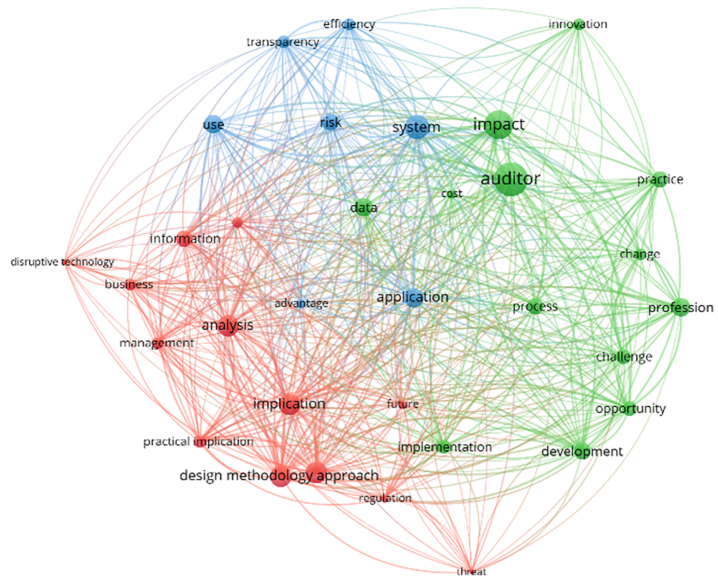 efficiency
innovation
transparency
use
risk
system
impact
auditor
practice
cost
data
information
change
disruptive technology
business
advantage
application
process
profession
analysis
management
challenge
implication
future
opportunity
practical implication
implementation
development
design methodology approach
regulation
threat